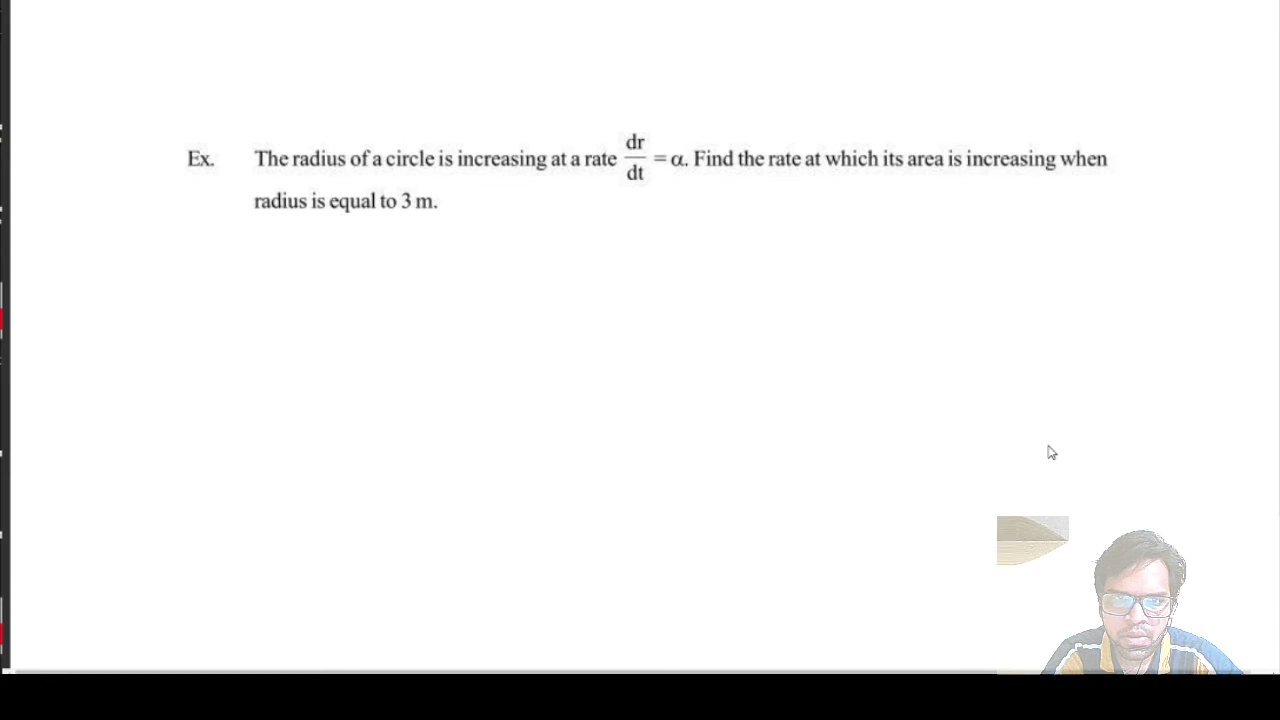 Ex. The radius of a circle is increasing at a rate dr/dt = α. Find the rate at which its area is increasing when
radius is equal to 3 m.